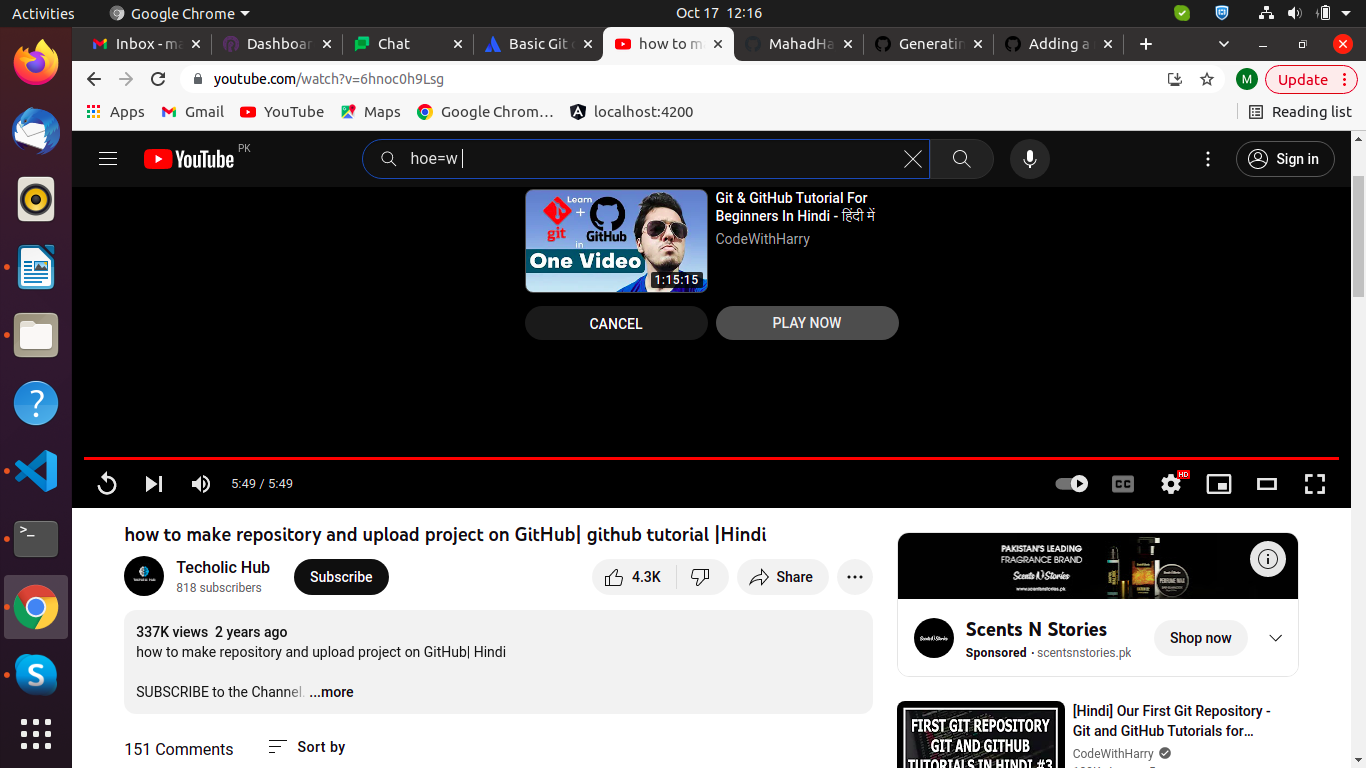 Activities
Google Chrome
Oct 17 12:16
Inbox - ma
Dashboar
Chat
Basic Git
how to m
MahadHa
Generatin
Adding a
youtube.com/watch?v=6hnoc0h9Lsg
M
Update
Apps
Gmail
YouTube
Maps
Google Chrom…
localhost:4200
Reading list
YouTube PK
hoe=w
Sign in
Learn
+
git
GitHub
in
One Video
1:15:15
Git & GitHub Tutorial For
Beginners In Hindi - हिंदी में
CodeWithHarry
CANCEL
PLAY NOW
5:49 / 5:49
CC
HD
how to make repository and upload project on GitHub| github tutorial |Hindi
Techolic Hub
818 subscribers
Subscribe
4.3K
Share
337K views 2 years ago
how to make repository and upload project on GitHub| Hindi
SUBSCRIBE to the Channel. ...more
151 Comments
Sort by
PAKISTAN'S LEADING
FRAGRANCE BRAND
Scents N Stories
www.scentsnstories.pk
Scents N Stories
Sponsored · scentsnstories.pk
Shop now
FIRST GIT REPOSITORY
GIT AND GITHUB
TUTORIALS IN HINDI #3
[Hindi] Our First Git Repository -
Git and GitHub Tutorials for…
CodeWithHarry